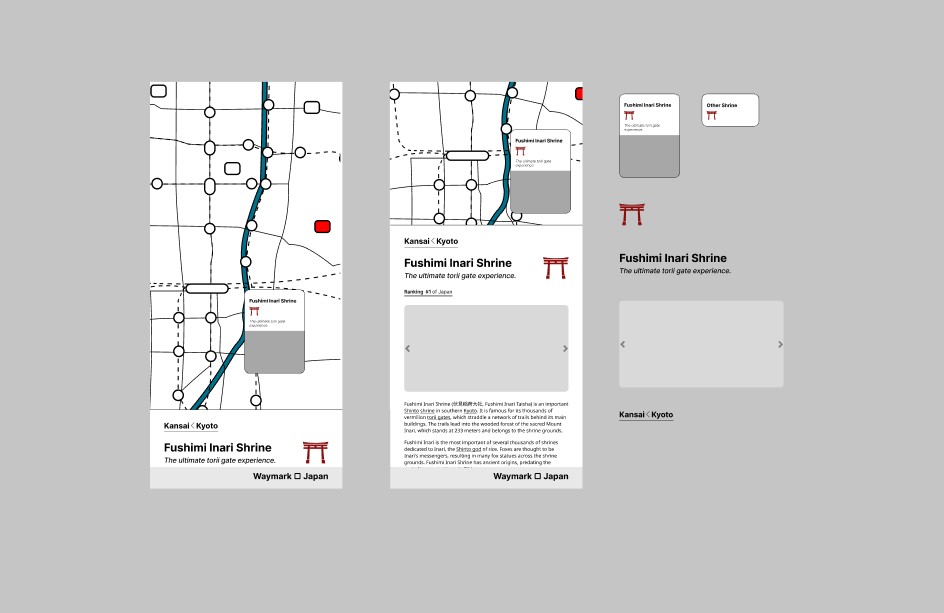 Fushimi Inari Shrine
The ultimate torii gate
experience.
Kansai < Kyoto
Fushimi Inari Shrine
The ultimate torii gate experience.
Waymark □ Japan
Fushimi Inari Shrine
The ultimate torii gate
experience.
Kansai < Kyoto
Fushimi Inari Shrine
The ultimate torii gate experience.
Ranking #1 of Japan
Fushimi Inari Shrine (伏見稲荷大社, Fushimi Inari Taisha) is an important
Shinto shrine in southern Kyoto. It is famous for its thousands of
vermilion torii gates, which straddle a network of trails behind its main
buildings. The trails lead into the wooded forest of the sacred Mount
Inari, which stands at 233 meters and belongs to the shrine grounds.
Fushimi Inari is the most important of several thousands of shrines
dedicated to Inari, the Shinto god of rice. Foxes are thought to be
Inari's messengers, resulting in many fox statues across the shrine
grounds. Fushimi Inari Shrine has ancient origins, predating the
Waymark □ Japan
Fushimi Inari Shrine
The ultimate torii gate
experience.
Other Shrine
Fushimi Inari Shrine
The ultimate torii gate experience.
Kansai < Kyoto